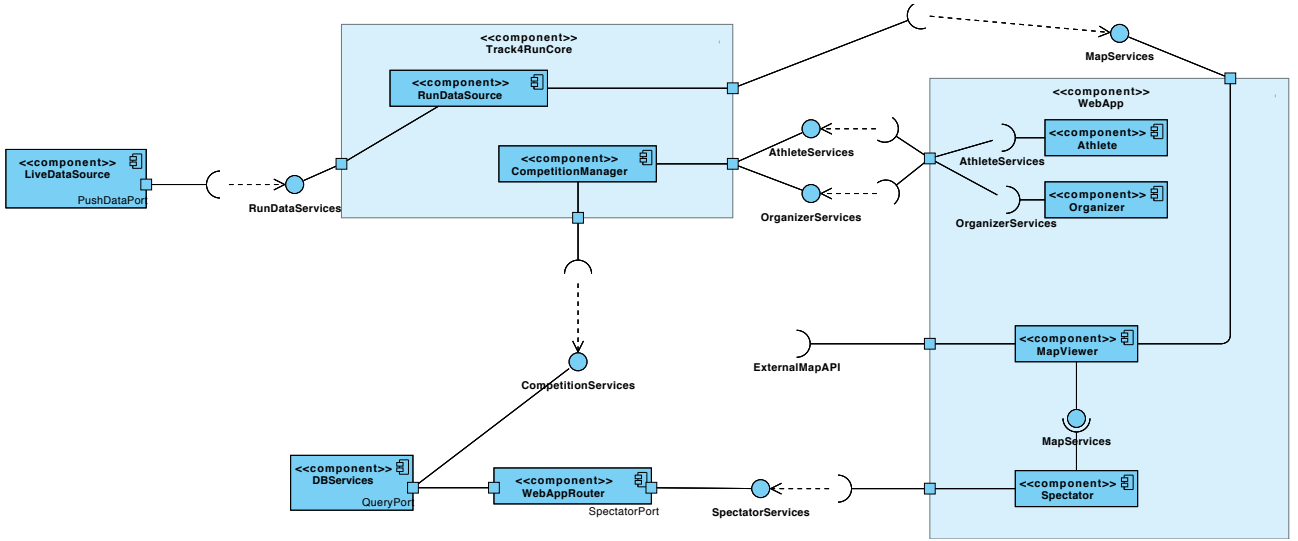 <<component>>
Track4RunCore
MapServices
<<component>>
RunDataSource
<<component>>
WebApp
<<component>>
Athlete
AthleteServices
AthleteServices
<<component>>
LiveDataSource
PushDataPort
<<component>>
CompetitionManager
RunDataServices
OrganizerServices
<<component>>
Organizer
OrganizerServices
<<component>>
MapViewer
ExternalMapAPI
CompetitionServices
MapServices
<<component>>
DBServices
QueryPort
<<component>>
WebAppRouter
SpectatorPort
SpectatorServices
<<component>>
Spectator